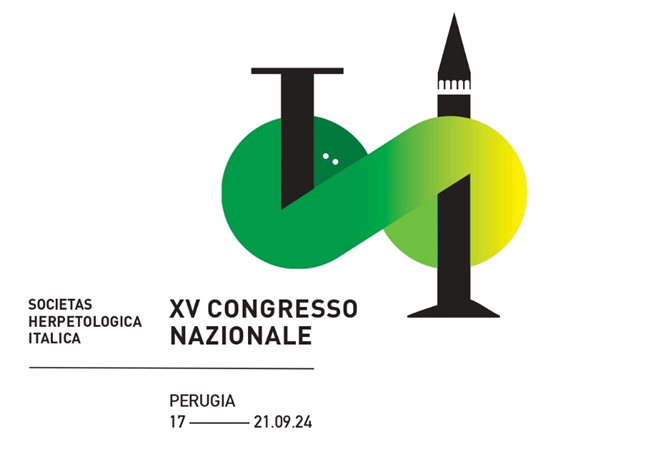 SOCIETAS
HERPETOLOGICA
ITALICA
XV CONGRESSO
NAZIONALE
PERUGIA
17 — 21.09.24